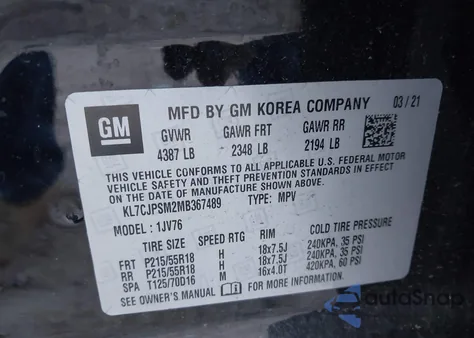 GM
MFD BY GM KOREA COMPANY 03/21
GVWR GAWR FRT GAWR RR
4387 LB 2348 LB 2194 LB
THIS VEHICLE CONFORMS TO ALL APPLICABLE U.S. FEDERAL MOTOR
VEHICLE SAFETY, BUMPER, AND THEFT PREVENTION STANDARDS IN EFFECT
ON THE DATE OF MANUFACTURE SHOWN ABOVE.
KL7CJPSM2MB367489 TYPE: MPV
MODEL: 1JV76
TIRE SIZE SPEED RTG RIM COLD TIRE PRESSURE
FRT P215/55R18 H 18x7.5J 240KPA, 35 PSI
RR P215/55R18 H 18x7.5J 240KPA, 35 PSI
SPA T125/70D16 M 16x4.0T 420KPA, 60 PSI
SEE OWNER'S MANUAL FOR MORE INFORMATION.
autoSnap